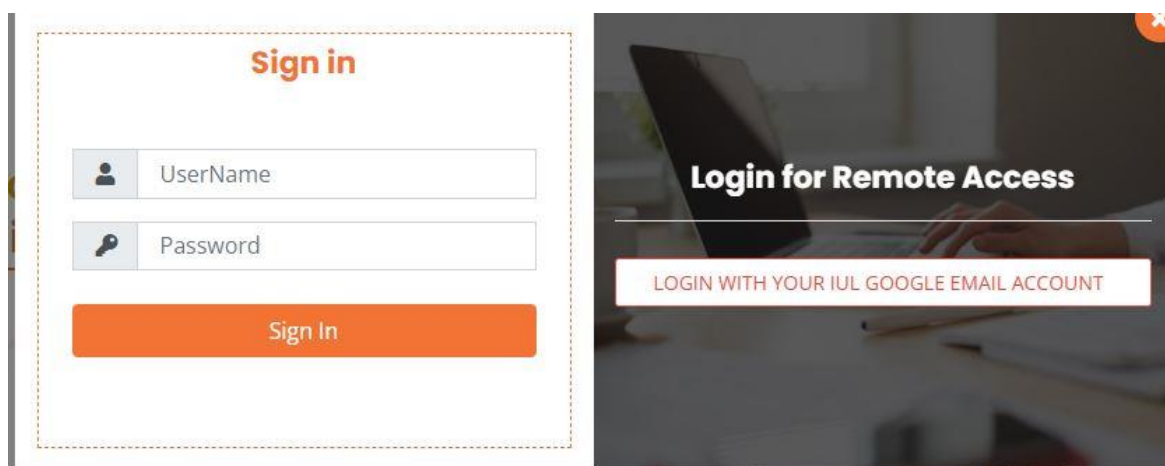 Sign in
UserName
Password
Sign In
Login for Remote Access
LOGIN WITH YOUR IUL GOOGLE EMAIL ACCOUNT